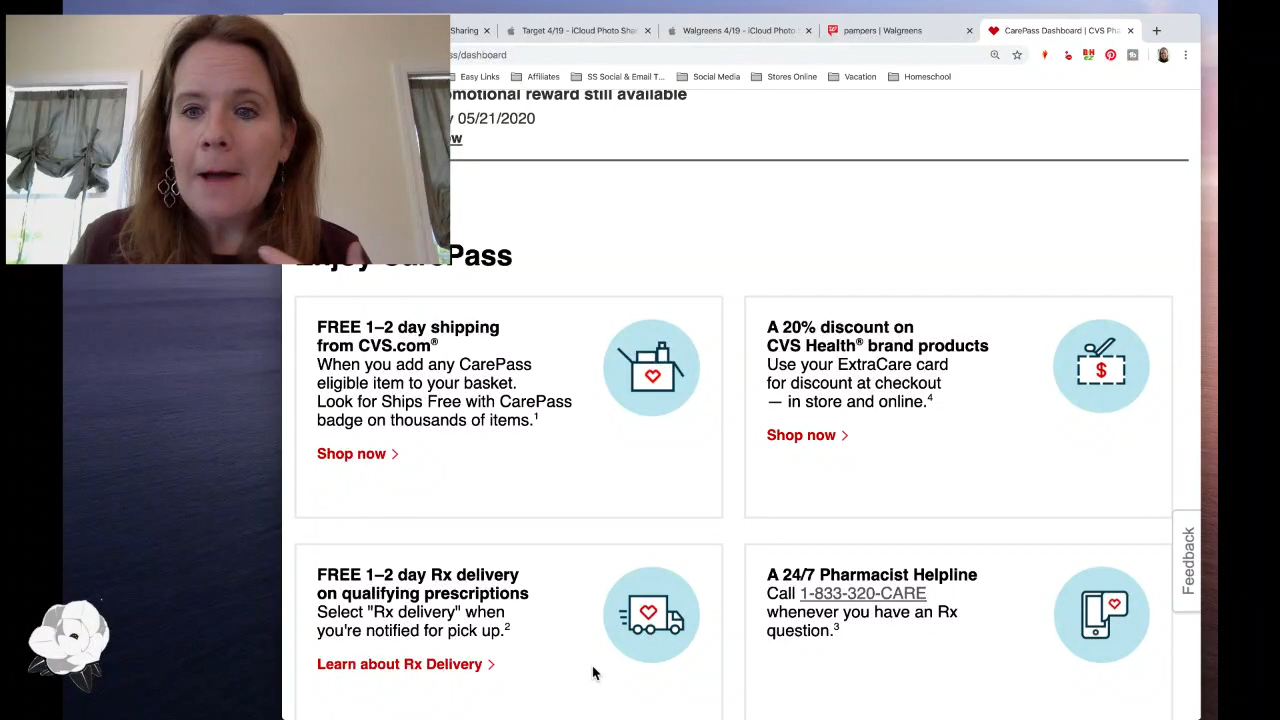 Sharing
Target 4/19 - iCloud Photo Sha
Walgreens 4/19 - iCloud Photo S
pampers | Walgreens
CarePass Dashboard | CVS Pha
ss/dashboard
Easy Links
Affiliates
SS Social & Email T...
Social Media
Stores Online
Vacation
Homeschool
omotional reward still available
05/21/2020
ow
Enjoy CarePass
FREE 1–2 day shipping
from CVS.com®
When you add any CarePass
eligible item to your basket.
Look for Ships Free with CarePass
badge on thousands of items.¹
Shop now >
A 20% discount on
CVS Health® brand products
Use your ExtraCare card
for discount at checkout
— in store and online.⁴
Shop now >
FREE 1–2 day Rx delivery
on qualifying prescriptions
Select "Rx delivery" when
you're notified for pick up.²
Learn about Rx Delivery >
A 24/7 Pharmacist Helpline
Call 1-833-320-CARE
whenever you have an Rx
question.³
Feedback